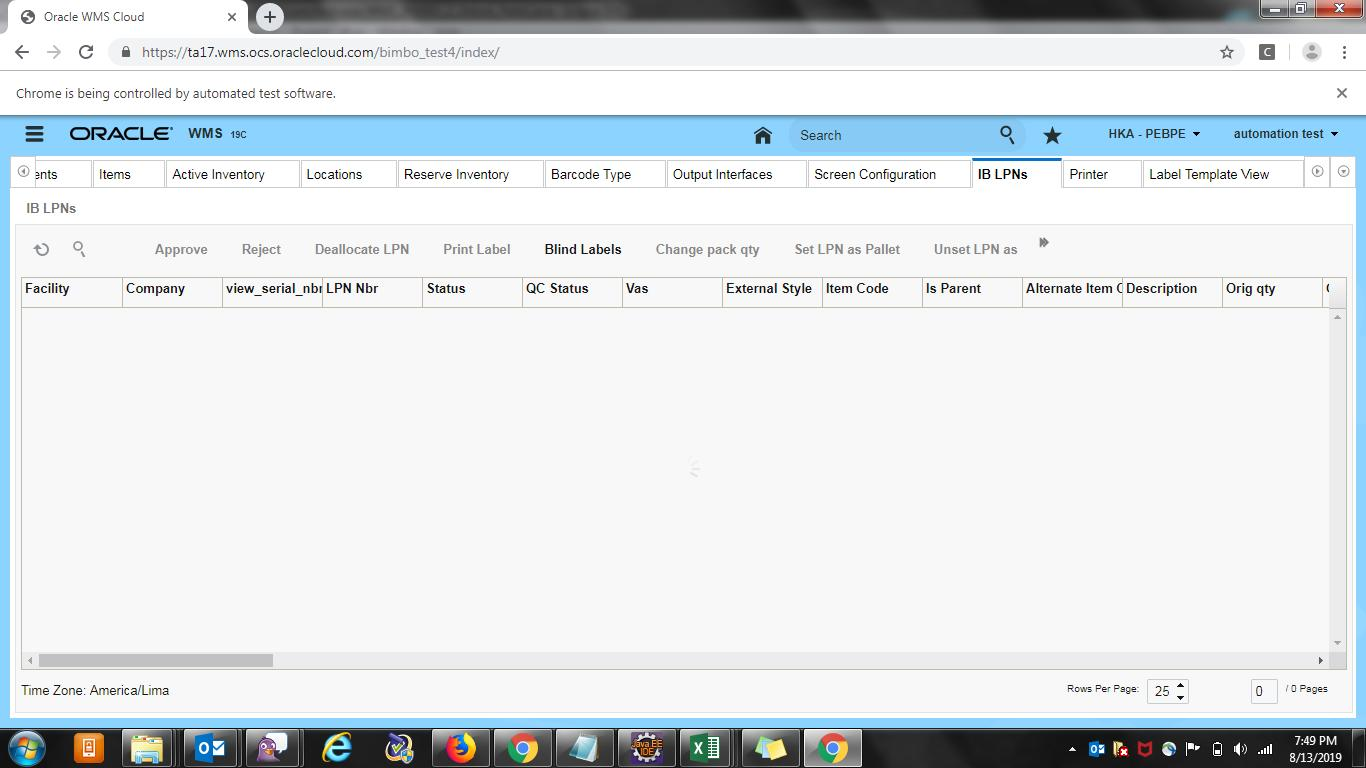 Oracle WMS Cloud
https://ta17.wms.ocs.oraclecloud.com/bimbo_test4/index/
C
Chrome is being controlled by automated test software.
ORACLE WMS 19C Search HKA - PEBPE automation test
ents Items Active Inventory Locations Reserve Inventory Barcode Type Output Interfaces Screen Configuration IB LPNs Printer Label Template View
IB LPNs
Approve Reject Deallocate LPN Print Label Blind Labels Change pack qty Set LPN as Pallet Unset LPN as
Facility Company view_serial_nbr LPN Nbr Status QC Status Vas External Style Item Code Is Parent Alternate Item Description Orig qty
Time Zone: America/Lima Rows Per Page: 25 0 / 0 Pages
Java EE IDE
7:49 PM
8/13/2019